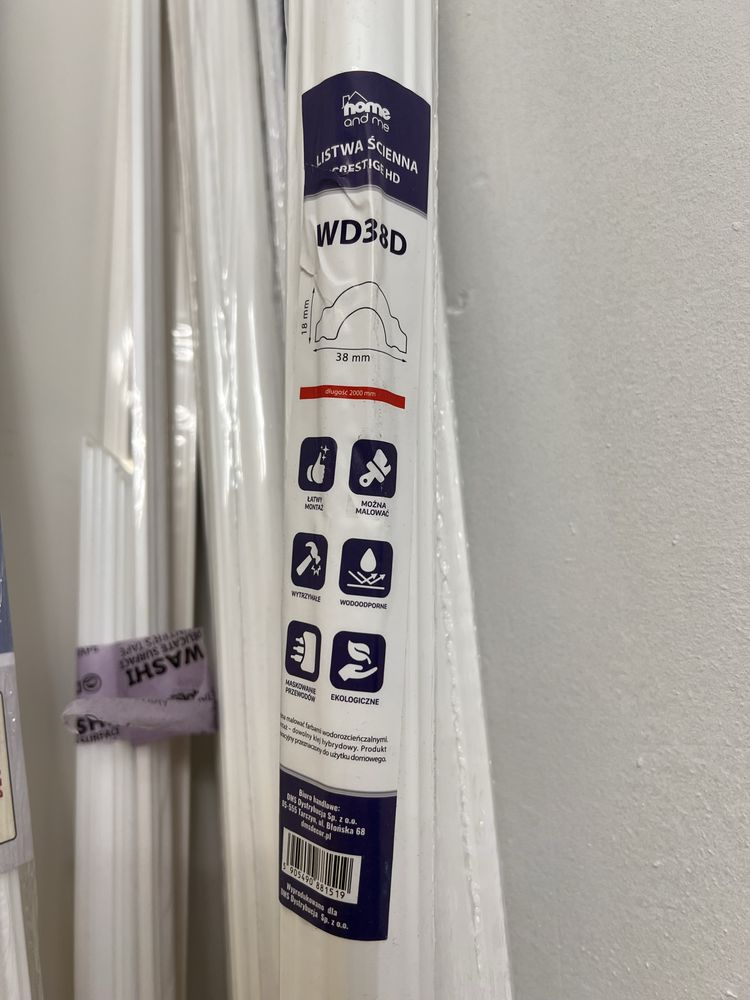 home
and me
LISTWA ŚCIENNA
PRESTIGE HD
WD38D
18 mm
38 mm
długość 2000 mm
ŁATWY
MONTAŻ
MOŻNA
MALOWAĆ
WYTRZYMAŁE
WODOODPORNE
MASKOWANIE
PRZEWODÓW
EKOLOGICZNE
malować farbami wodorozcieńczalnymi.
– dowolny klej hybrydowy. Produkt
przeznaczony do użytku domowego.
Biuro handlowe:
DMS Dystrybucja Sp. z o.o.
05-555 Tarczyn, ul. Błońska 68
dmsdecor.pl
5 905490 881519
Wyprodukowano dla
DMS Dystrybucja Sp. z o.o.
DELICATE SURFACE
WASHI
SURFACE